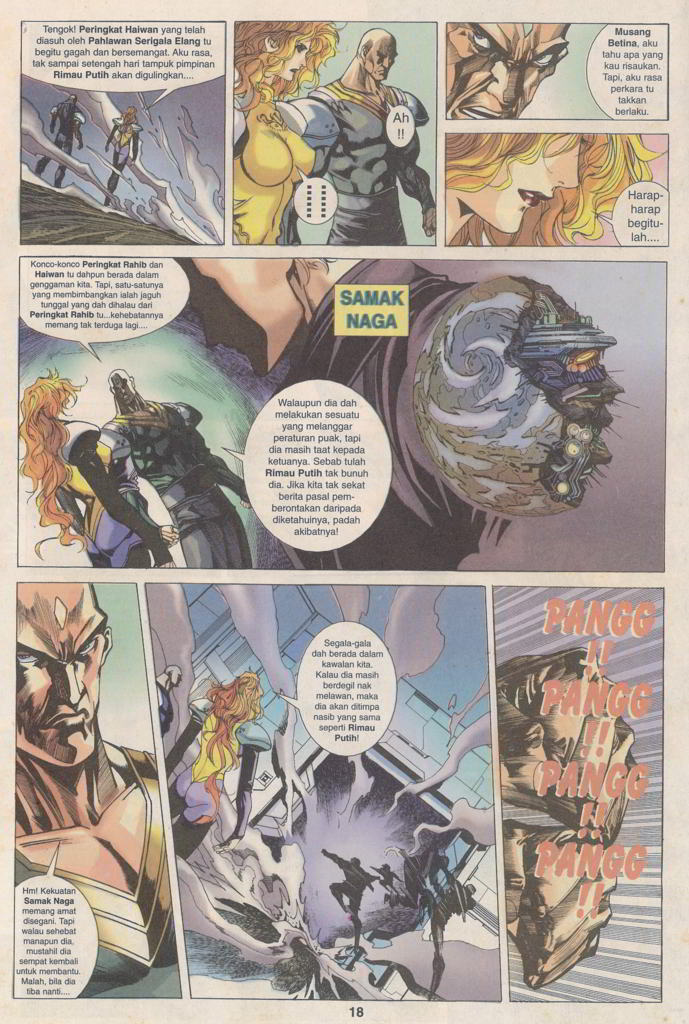 Tengok! Peringkat Haiwan yang telah
diasuh oleh Pahlawan Serigala Elang tu
begitu gagah dan bersemangat. Aku rasa,
tak sampai setengah hari tampuk pimpinan
Rimau Putih akan digulingkan....
Ah
!!
!!!!!!
Musang
Betina, aku
tahu apa yang
kau risaukan.
Tapi, aku rasa
perkara tu
takkan
berlaku.
Harap-
harap
begitu-
lah....
Konco-konco Peringkat Rahib dan
Haiwan tu dahpun berada dalam
genggaman kita. Tapi, satu-satunya
yang membimbangkan ialah jaguh
tunggal yang dah dihalau dari
Peringkat Rahib tu...kehebatannya
memang tak terduga lagi....
SAMAK
NAGA
Walaupun dia dah
melakukan sesuatu
yang melanggar
peraturan puak, tapi
dia masih taat kepada
ketuanya. Sebab tulah
Rimau Putih tak bunuh
dia. Jika kita tak sekat
berita pasal pem-
berontakan daripada
diketahuinya, padah
akibatnya!
Hm! Kekuatan
Samak Naga
memang amat
disegani. Tapi
walau sehebat
manapun dia,
mustahil dia
sempat kembali
untuk membantu.
Malah, bila dia
tiba nanti....
Segala-gala
dah berada dalam
kawalan kita.
Kalau dia masih
berdegil nak
melawan, maka
dia akan ditimpa
nasib yang sama
seperti Rimau
Putih!
PANGG
!!
PANGG
!!
PANGG
!!
PANGG
!!
18